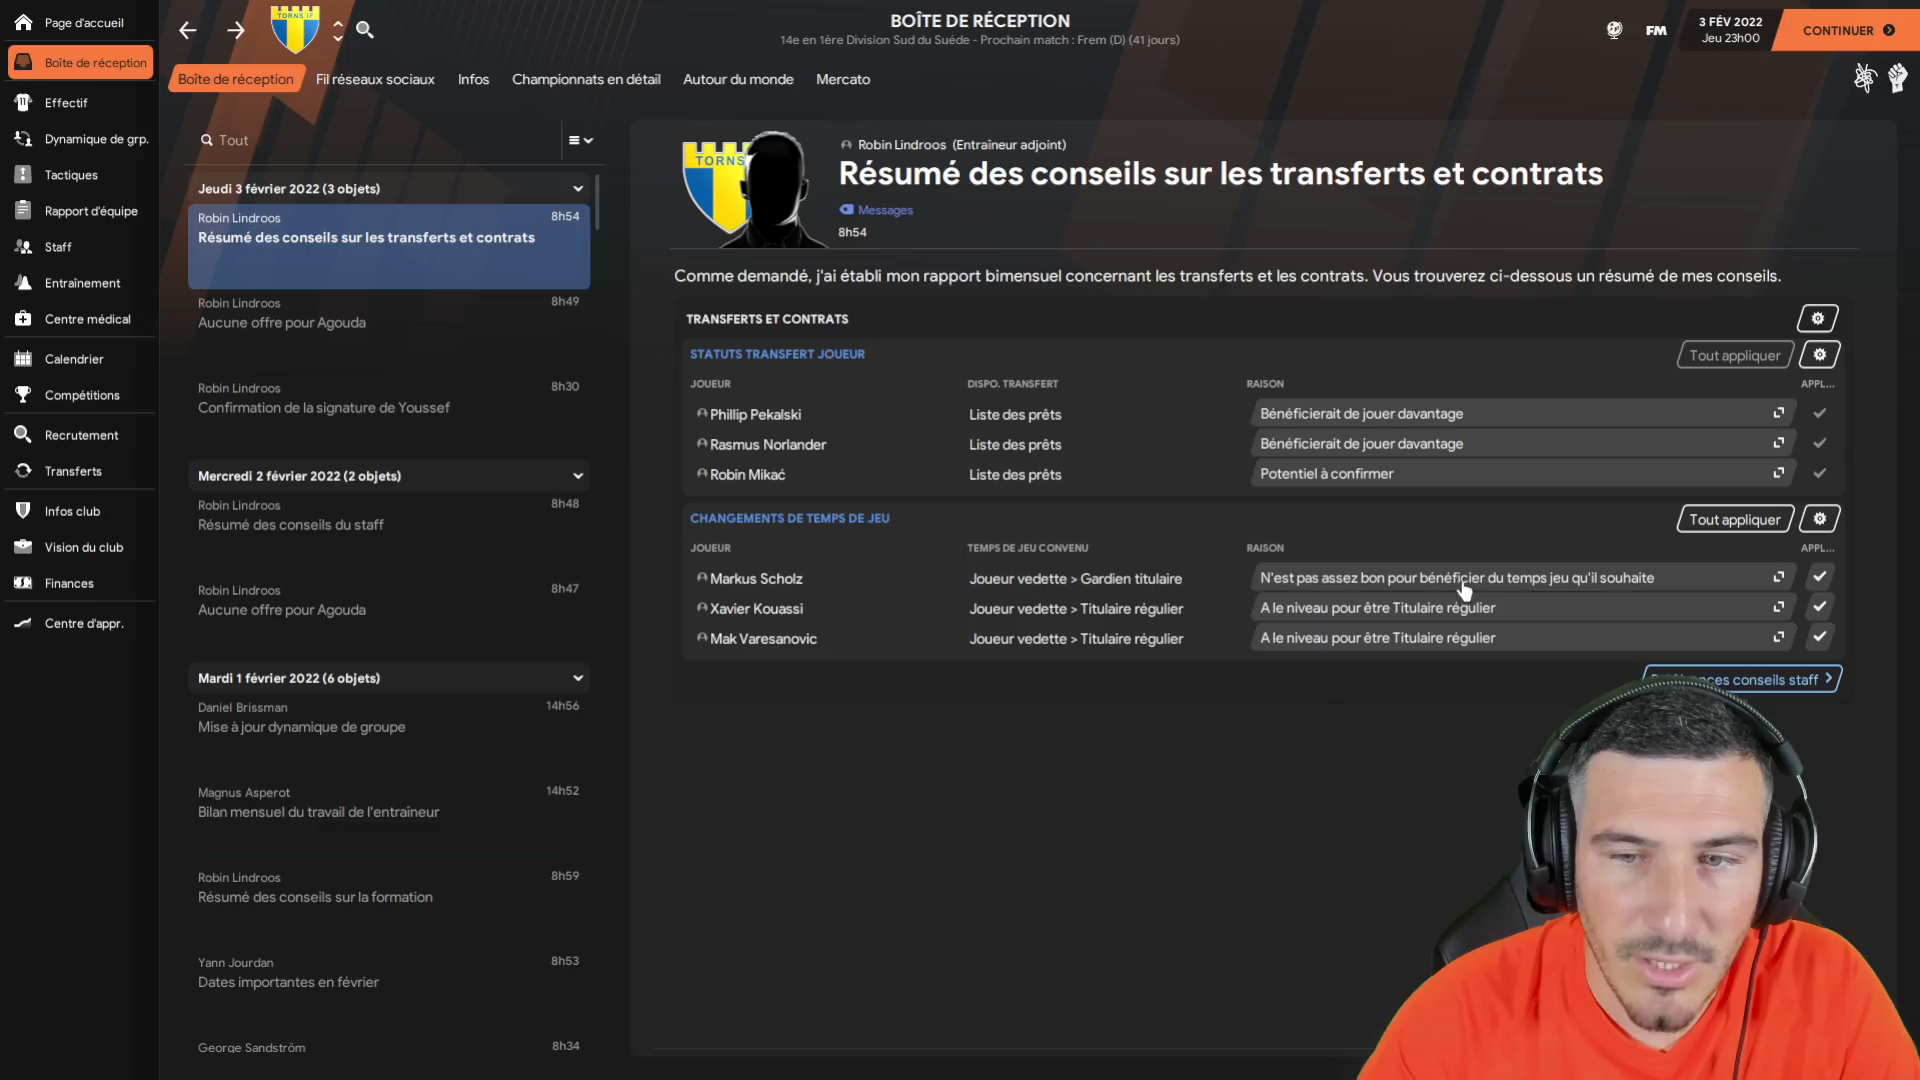 Page d'accueil
Boîte de réception
Effectif
Dynamique de grp.
Tactiques
Rapport d'équipe
Staff
Entraînement
Centre médical
Calendrier
Compétitions
Recrutement
Transferts
Infos club
Vision du club
Finances
Centre d'appr.
TORNS IF
BOÎTE DE RÉCEPTION
14e en 1ère Division Sud du Suéde - Prochain match : Frem (D) (41 jours)
FM
3 FÉV 2022
Jeu 23h00
CONTINUER
Boîte de réception
Fil réseaux sociaux
Infos
Championnats en détail
Autour du monde
Mercato
Tout
Jeudi 3 février 2022 (3 objets)
Robin Lindroos 8h54
Résumé des conseils sur les transferts et contrats
Robin Lindroos 8h49
Aucune offre pour Agouda
Robin Lindroos 8h30
Confirmation de la signature de Youssef
Mercredi 2 février 2022 (2 objets)
Robin Lindroos 8h48
Résumé des conseils du staff
Robin Lindroos 8h47
Aucune offre pour Agouda
Mardi 1 février 2022 (6 objets)
Daniel Brissman 14h56
Mise à jour dynamique de groupe
Magnus Asperot 14h52
Bilan mensuel du travail de l'entraîneur
Robin Lindroos 8h59
Résumé des conseils sur la formation
Yann Jourdan 8h53
Dates importantes en février
George Sandström 8h34
TORNS
Robin Lindroos (Entraîneur adjoint)
Résumé des conseils sur les transferts et contrats
Messages
8h54
Comme demandé, j'ai établi mon rapport bimensuel concernant les transferts et les contrats. Vous trouverez ci-dessous un résumé de mes conseils.
TRANSFERTS ET CONTRATS
STATUTS TRANSFERT JOUEUR
Tout appliquer
JOUEUR DISPO. TRANSFERT RAISON APPL...
Phillip Pekalski Liste des prêts Bénéficierait de jouer davantage
Rasmus Norlander Liste des prêts Bénéficierait de jouer davantage
Robin Mikać Liste des prêts Potentiel à confirmer
CHANGEMENTS DE TEMPS DE JEU
Tout appliquer
JOUEUR TEMPS DE JEU CONVENU RAISON APPL...
Markus Scholz Joueur vedette > Gardien titulaire N'est pas assez bon pour bénéficier du temps jeu qu'il souhaite
Xavier Kouassi Joueur vedette > Titulaire régulier A le niveau pour être Titulaire régulier
Mak Varesanovic Joueur vedette > Titulaire régulier A le niveau pour être Titulaire régulier
conseils staff